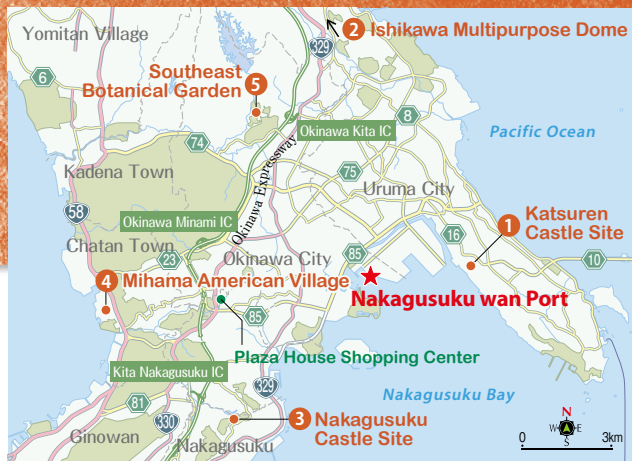 Yomitan Village
329
2 Ishikawa Multipurpose Dome
6
Southeast
Botanical Garden 5
8
Okinawa Kita IC
Pacific Ocean
74
75
Kadena Town
Okinawa Expressway
Uruma City
58
Okinawa Minami IC
16
1 Katsuren
Castle Site
Chatan Town
23
Okinawa City
85
10
4 Mihama American Village
Nakagusuku wan Port
85
Plaza House Shopping Center
Kita Nakagusuku IC
329
81
Nakagusuku Bay
330
3 Nakagusuku
Castle Site
Ginowan
Nakagusuku
N
W E
S
0 3km